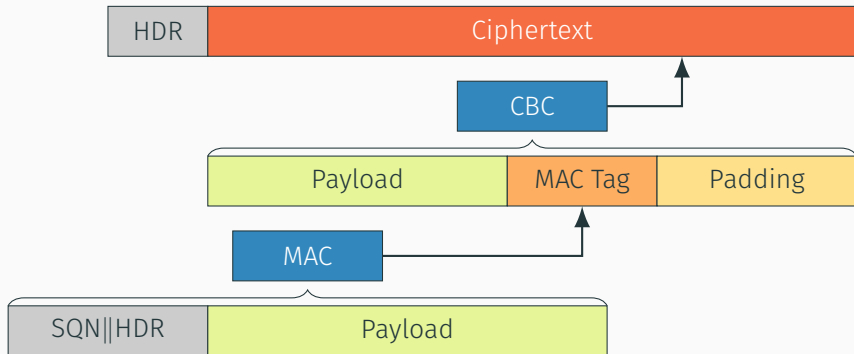 HDR Ciphertext
CBC
Payload MAC Tag Padding
MAC
SQN||HDR Payload